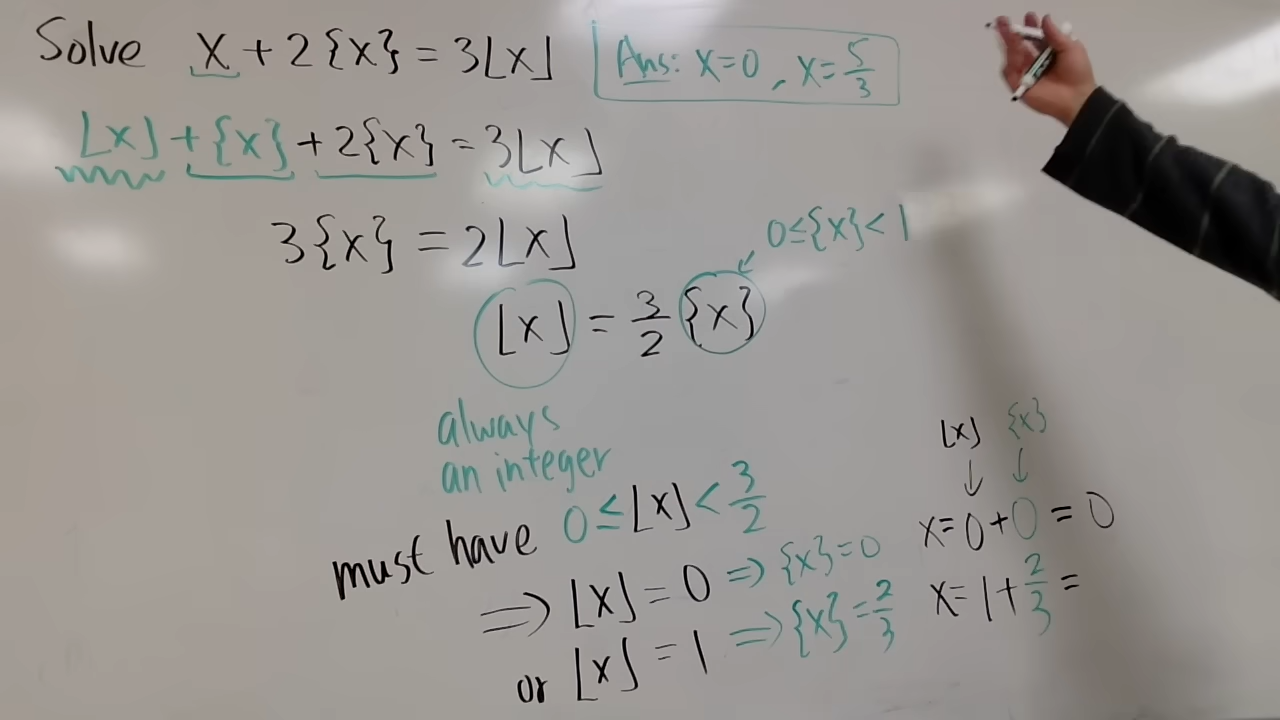 Solve x + 2{x} = 3⌊x⌋
Ans: x=0, x=5/3
⌊x⌋ + {x} + 2{x} = 3⌊x⌋
3{x} = 2⌊x⌋
0≤{x}<1
⌊x⌋ = 3/2 {x}
always
an integer
must have 0 ≤ ⌊x⌋ < 3/2
⇒ ⌊x⌋ = 0 ⇒ {x} = 0
or ⌊x⌋ = 1 ⇒ {x} = 2/3
⌊x⌋ {x}
↓ ↓
x = 0 + 0 = 0
x = 1 + 2/3 =